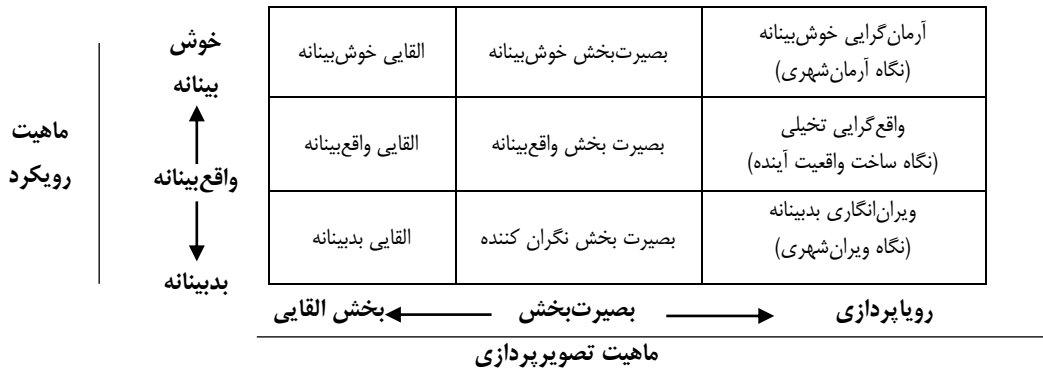 آرمان‌گرایی خوش‌بینانه
(نگاه آرمان‌شهری)
بصیرت‌بخش خوش‌بینانه
القایی خوش‌بینانه
خوش
بینانه
واقع‌گرایی تخیلی
(نگاه ساخت واقعیت آینده)
بصیرت بخش واقع‌بینانه
القایی واقع‌بینانه
واقع‌بینانه
ماهیت
رویکرد
ویران‌انگاری بدبینانه
(نگاه ویران‌شهری)
بصیرت بخش نگران کننده
القایی بدبینانه
بدبینانه
رویاپردازی
بصیرت‌بخش
بخش القایی
ماهیت تصویرپردازی